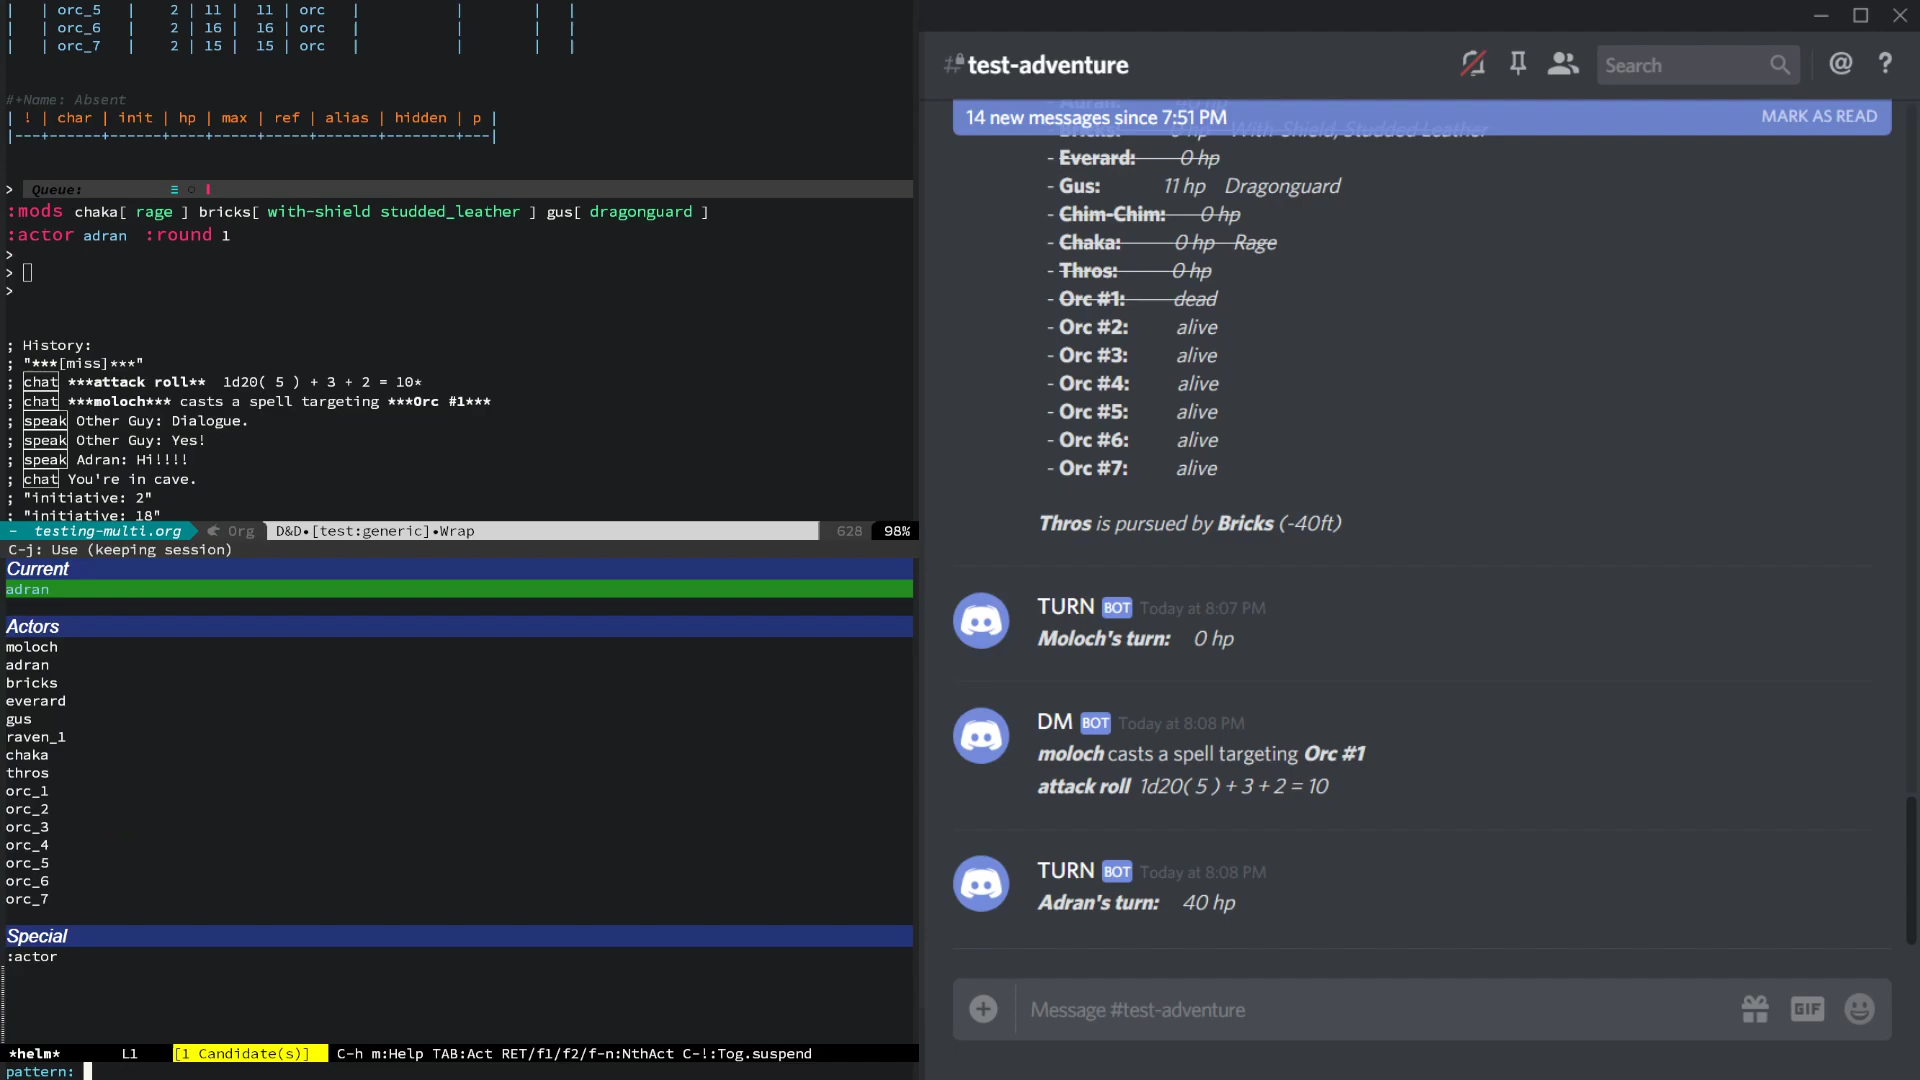 | | orc_5 | 2 | 11 | 11 | orc | | | |
| | orc_6 | 2 | 16 | 16 | orc | | | |
| | orc_7 | 2 | 15 | 15 | orc | | | |
#+Name: Absent
| ! | char | init | hp | max | ref | alias | hidden | p |
|---+------+------+----+-----+-----+-------+--------+---|
> Queue: ≡ ○ |
:mods chaka[ rage ] bricks[ with-shield studded_leather ] gus[ dragonguard ]
:actor adran :round 1
>
>
>
; History:
; "***[miss]***"
; chat ***attack roll** 1d20( 5 ) + 3 + 2 = 10*
; chat ***moloch*** casts a spell targeting ***Orc #1***
; speak Other Guy: Dialogue.
; speak Other Guy: Yes!
; speak Adran: Hi!!!!
; chat You're in cave.
; "initiative: 2"
; "initiative: 18"
- testing-multi.org Org D&D•[test:generic]•Wrap 628 98%
C-j: Use (keeping session)
Current
adran
Actors
moloch
adran
bricks
everard
gus
raven_1
chaka
thros
orc_1
orc_2
orc_3
orc_4
orc_5
orc_6
orc_7
Special
:actor
*helm* L1 [1 Candidate(s)] C-h m:Help TAB:Act RET/f1/f2/f-n:NthAct C-!:Tog.suspend
pattern:
# test-adventure
Search
@ ?
- Adran: 40 hp
14 new messages since 7:51 PM MARK AS READ
- Bricks: 0 hp With-Shield, Studded Leather
- Everard: 0 hp
- Gus: 11 hp Dragonguard
- Chim-Chim: 0 hp
- Chaka: 0 hp Rage
- Thros: 0 hp
- Orc #1: dead
- Orc #2: alive
- Orc #3: alive
- Orc #4: alive
- Orc #5: alive
- Orc #6: alive
- Orc #7: alive
Thros is pursued by Bricks (-40ft)
TURN BOT Today at 8:07 PM
Moloch's turn: 0 hp
DM BOT Today at 8:08 PM
moloch casts a spell targeting Orc #1
attack roll 1d20( 5 ) + 3 + 2 = 10
TURN BOT Today at 8:08 PM
Adran's turn: 40 hp
Message #test-adventure
GIF